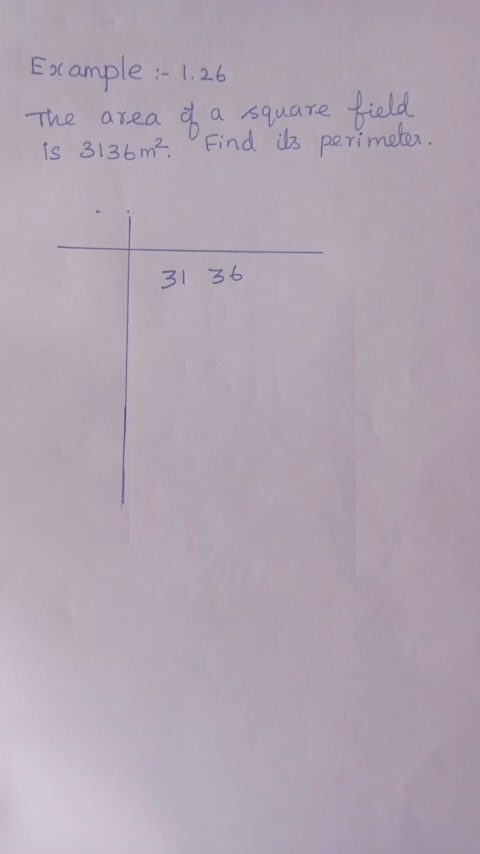 Example :- 1.26
The area of a square field
is 3136m². Find its perimeter.
31 36